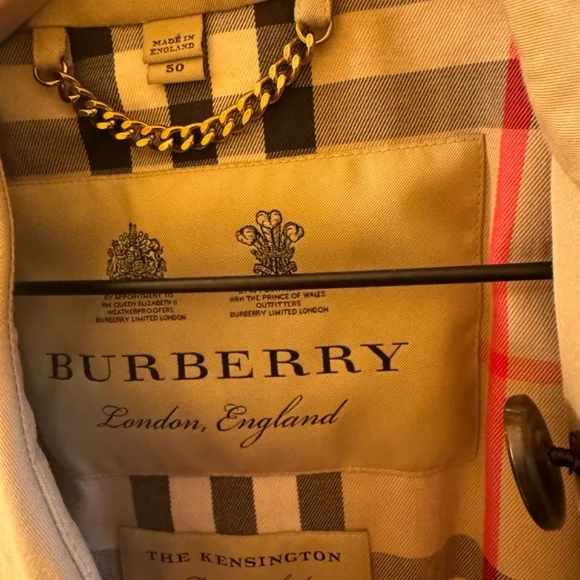 MADE IN
ENGLAND
50
BY APPOINTMENT TO
HM QUEEN ELIZABETH II
WEATHERPROOFERS
BURBERRY LIMITED LONDON
HRH THE PRINCE OF WALES
OUTFITTERS
BURBERRY LIMITED LONDON
BURBERRY
London, England
THE KENSINGTON